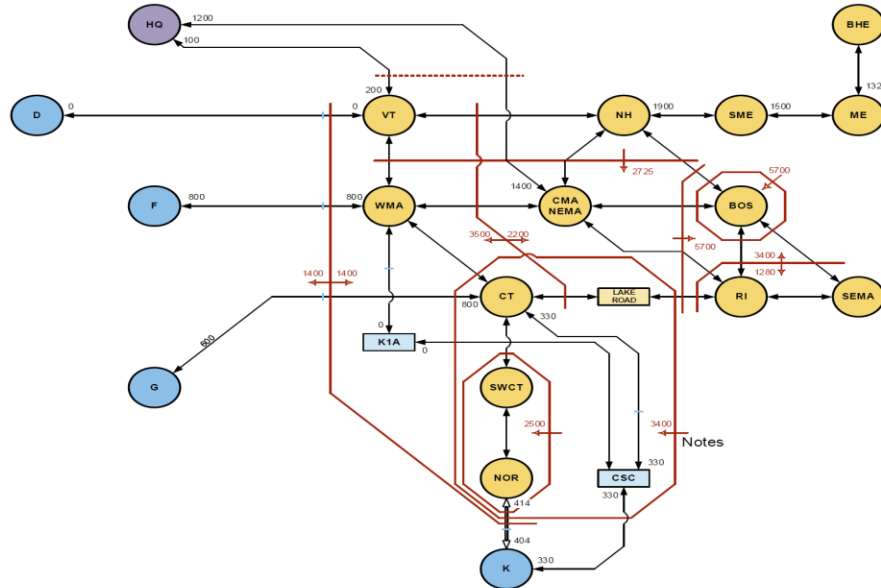 HQ
1200
100
BHE
132
200
0
D
0
VT
NH
1900
SME
1500
ME
2725
F
800
800
WMA
1400
CMA
NEMA
BOS
5700
3500
2200
5700
3400
1280
1400
1400
CT
800
330
LAKE
ROAD
RI
SEMA
600
0
K1A
0
G
SWCT
2500
3400
Notes
NOR
330
CSC
330
414
404
K
330